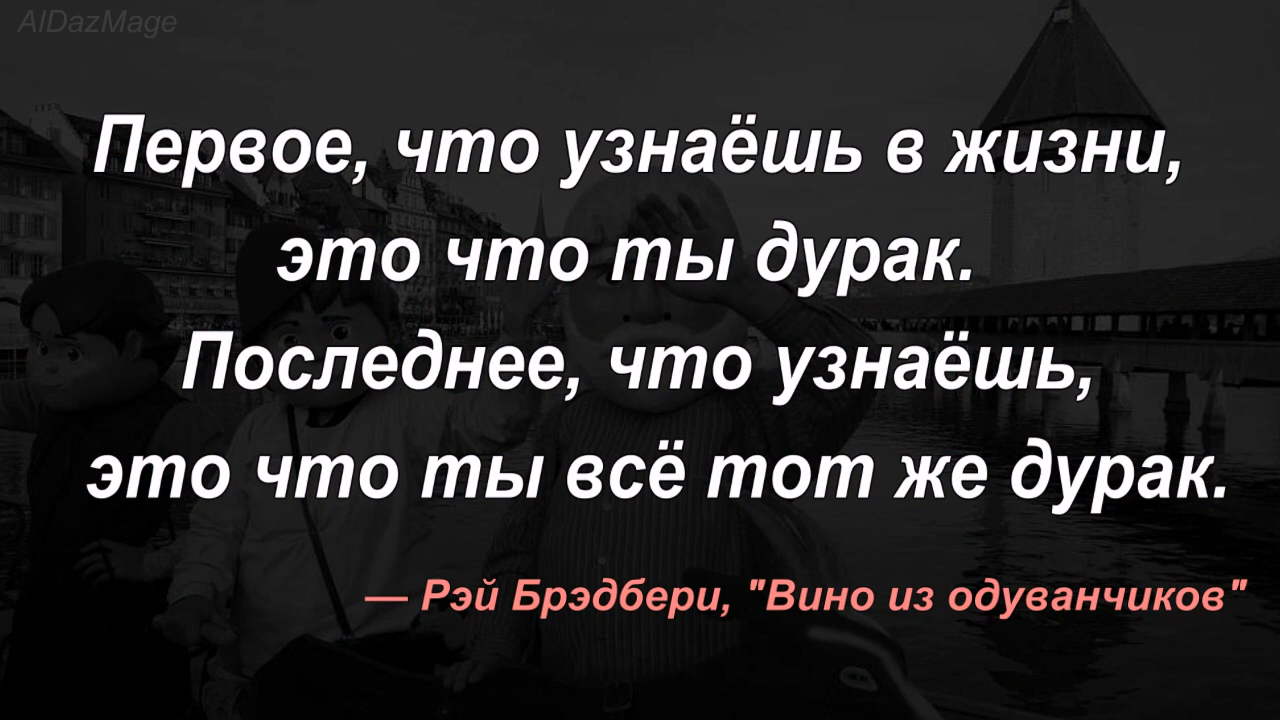 AlDazMage
Первое, что узнаёшь в жизни,
это что ты дурак.
Последнее, что узнаёшь,
это что ты всё тот же дурак.
— Рэй Брэдбери, "Вино из одуванчиков"